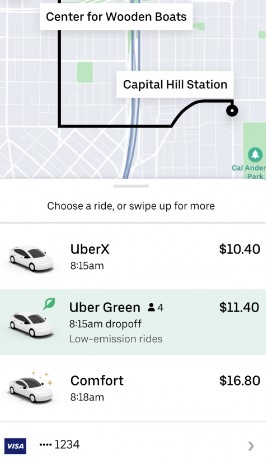 Center for Wooden Boats
Capital Hill Station
Cal Ander
Park
Choose a ride, or swipe up for more
UberX $10.40
8:15am
Uber Green 4 $11.40
8:15am dropoff
Low-emission rides
Comfort $16.80
8:18am
VISA •••• 1234